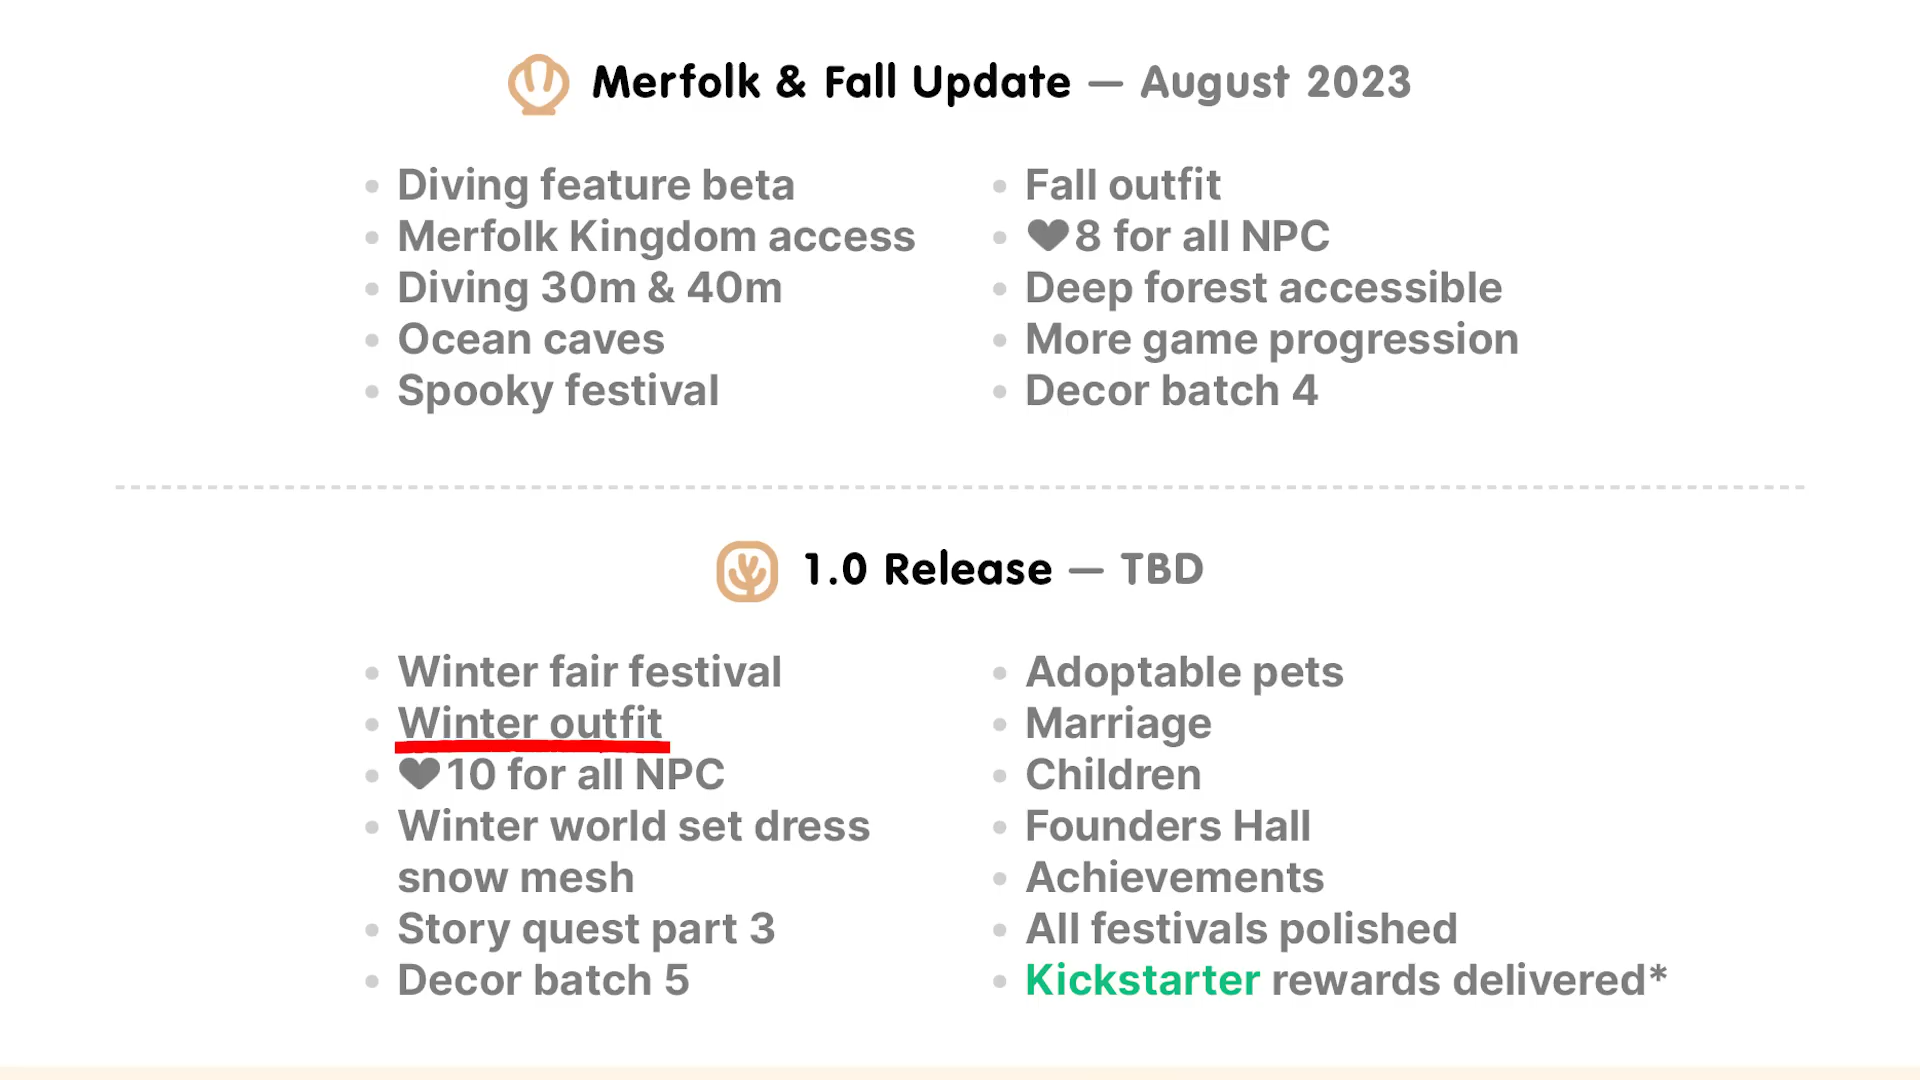 Merfolk & Fall Update — August 2023
Diving feature beta
Merfolk Kingdom access
Diving 30m & 40m
Ocean caves
Spooky festival
Fall outfit
♥8 for all NPC
Deep forest accessible
More game progression
Decor batch 4
1.0 Release — TBD
Winter fair festival
Winter outfit
♥10 for all NPC
Winter world set dress
snow mesh
Story quest part 3
Decor batch 5
Adoptable pets
Marriage
Children
Founders Hall
Achievements
All festivals polished
Kickstarter rewards delivered*